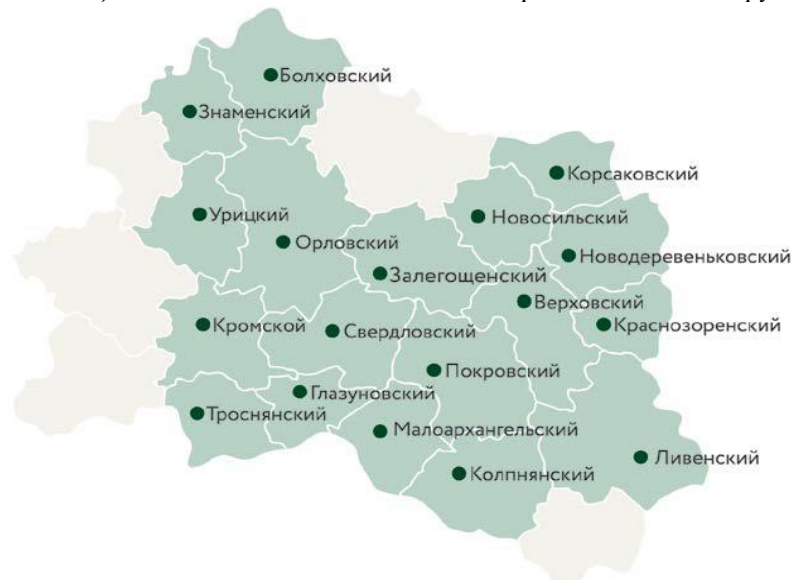 Болховский
Знаменский
Корсаковский
Урицкий
Новосильский
Орловский
Новодеревеньковский
Залегощенский
Верховский
Кромской
Свердловский
Краснозоренский
Покровский
Глазуновский
Троснянский
Малоархангельский
Ливенский
Колпнянский